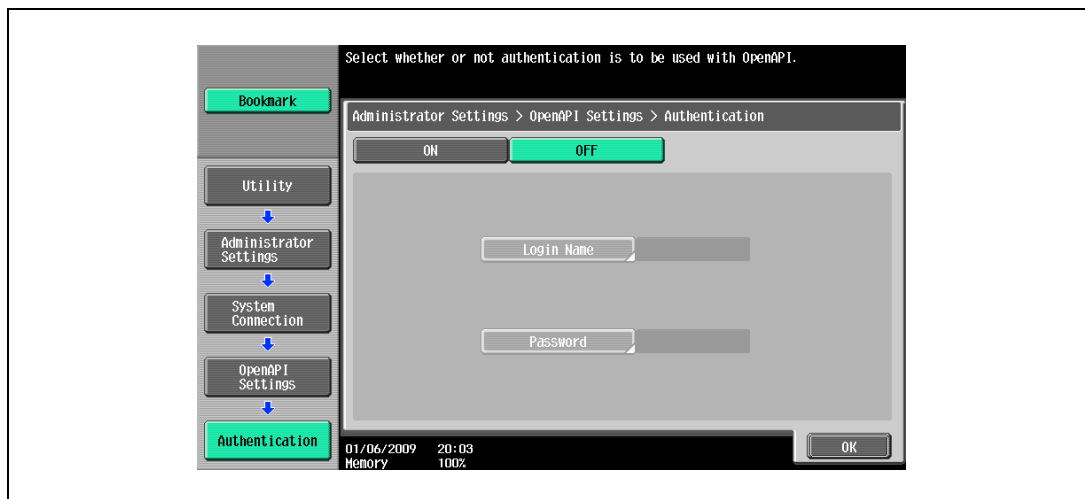 Select whether or not authentication is to be used with OpenAPI.
Bookmark
Administrator Settings > OpenAPI Settings > Authentication
ON
OFF
Utility
Administrator
Settings
System
Connection
OpenAPI
Settings
Authentication
Login Name
Password
01/06/2009 20:03
Memory 100%
OK